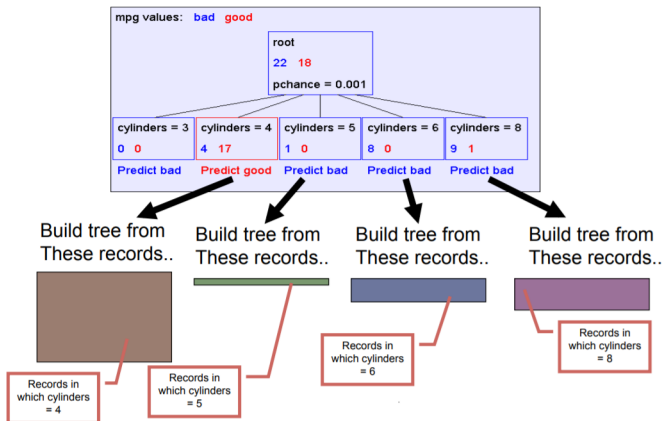 mpg values: bad good
root
22 18
pchance = 0.001
cylinders = 3 cylinders = 4 cylinders = 5 cylinders = 6 cylinders = 8
0 0 4 17 1 0 8 0 9 1
Predict bad Predict good Predict bad Predict bad Predict bad
Build tree from
These records..
Build tree from
These records..
Build tree from
These records..
Build tree from
These records..
Records in
which cylinders
= 4
Records in
which cylinders
= 5
Records in
which cylinders
= 6
Records in
which cylinders
= 8